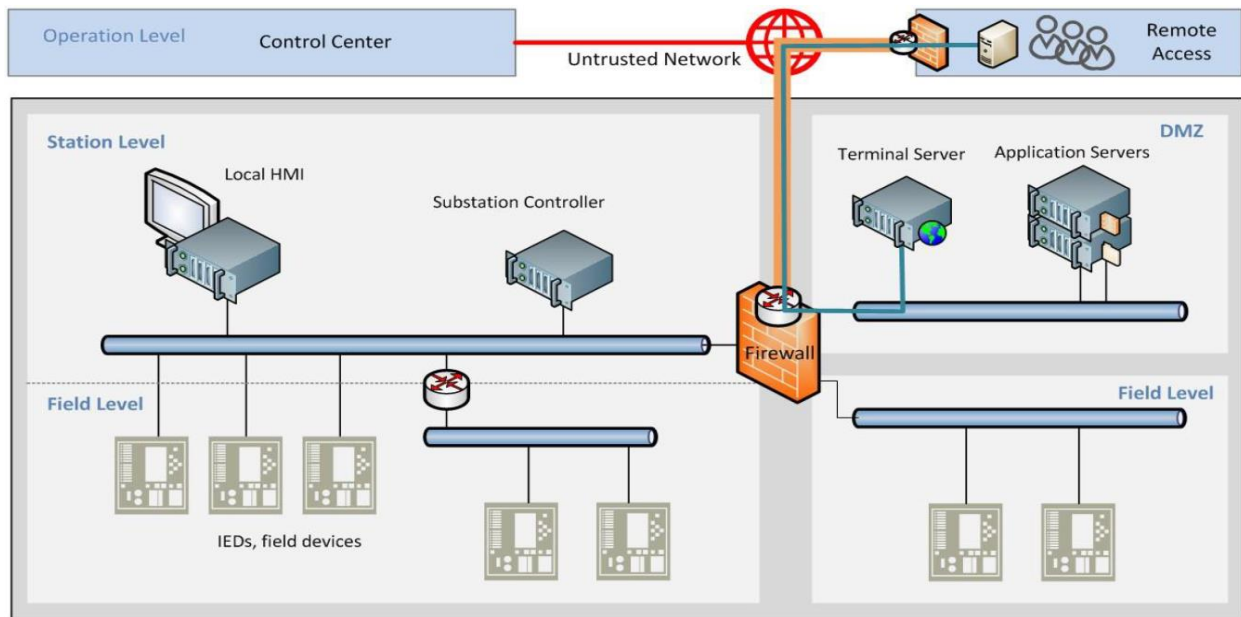 Operation Level
Control Center
Untrusted Network
Remote
Access
Station Level
Local HMI
Substation Controller
DMZ
Terminal Server
Application Servers
Firewall
Field Level
IEDs, field devices
Field Level